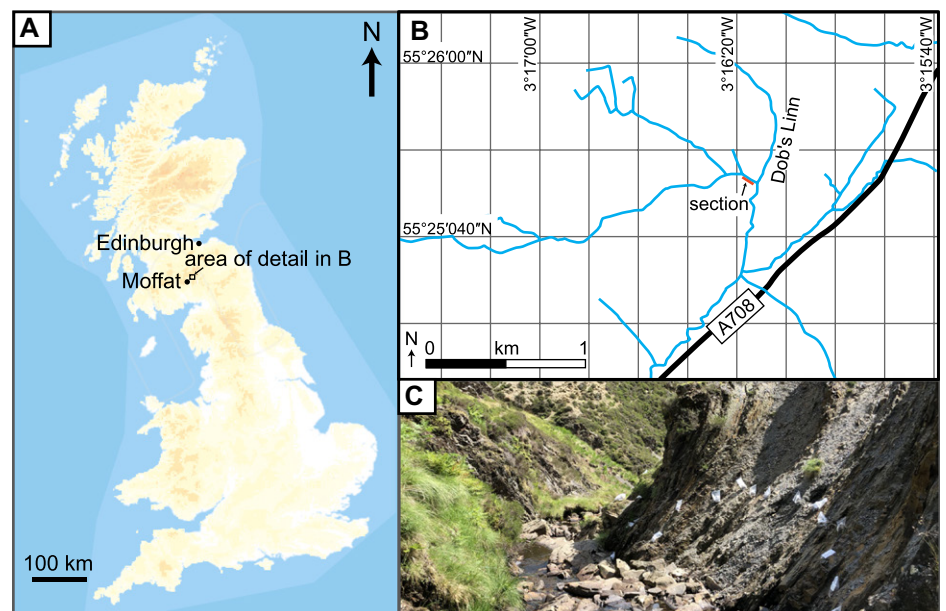 A
N
Edinburgh
area of detail in B
Moffat
100 km
B
55°26′00″N
3°17′00″W
3°16′20″W
3°15′40″W
Dob's Linn
section
55°25′040″N
A708
N
0 km 1
C